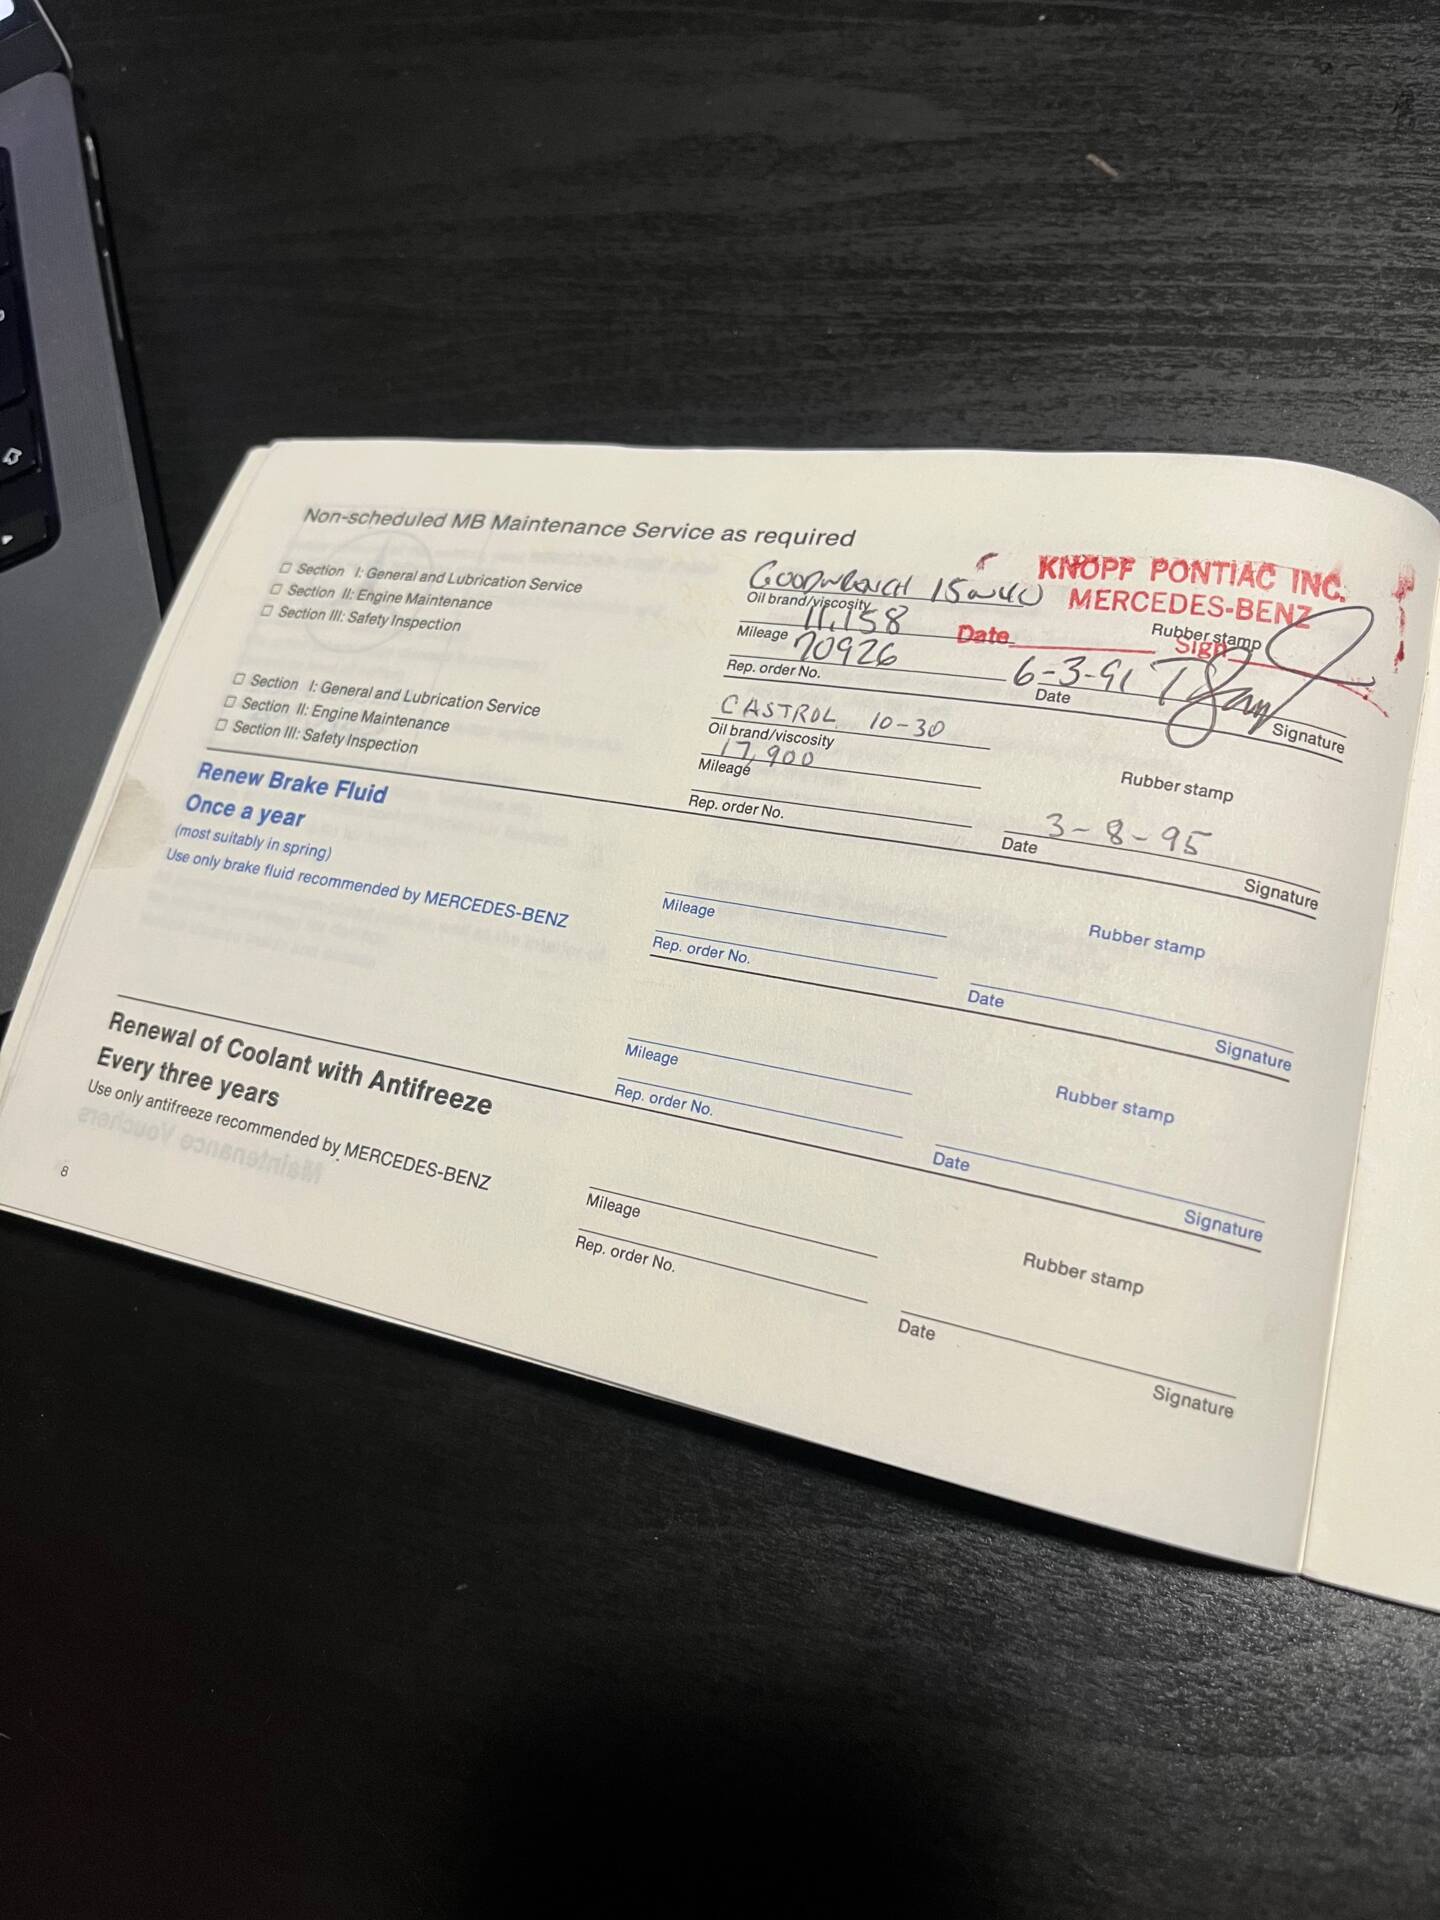 Non-scheduled MB Maintenance Service as required
☐ Section I: General and Lubrication Service
☐ Section II: Engine Maintenance
☐ Section III: Safety Inspection
GOODWRENCH 15W40
Oil brand/viscosity
11,158
Mileage
70926
Rep. order No.
KNOPF PONTIAC INC.
MERCEDES-BENZ
Rubber stamp
Date
Sign
6-3-91
Date
Signature
☐ Section I: General and Lubrication Service
☐ Section II: Engine Maintenance
☐ Section III: Safety Inspection
CASTROL 10-30
Oil brand/viscosity
17,900
Mileage
Rep. order No.
Rubber stamp
3-8-95
Date
Signature
Renew Brake Fluid
Once a year
(most suitably in spring)
Use only brake fluid recommended by MERCEDES-BENZ
Mileage
Rep. order No.
Rubber stamp
Date
Signature
Mileage
Rep. order No.
Rubber stamp
Date
Signature
Renewal of Coolant with Antifreeze
Every three years
Use only antifreeze recommended by MERCEDES-BENZ
Mileage
Rep. order No.
Rubber stamp
Date
Signature
8
Maintenance Vouchers